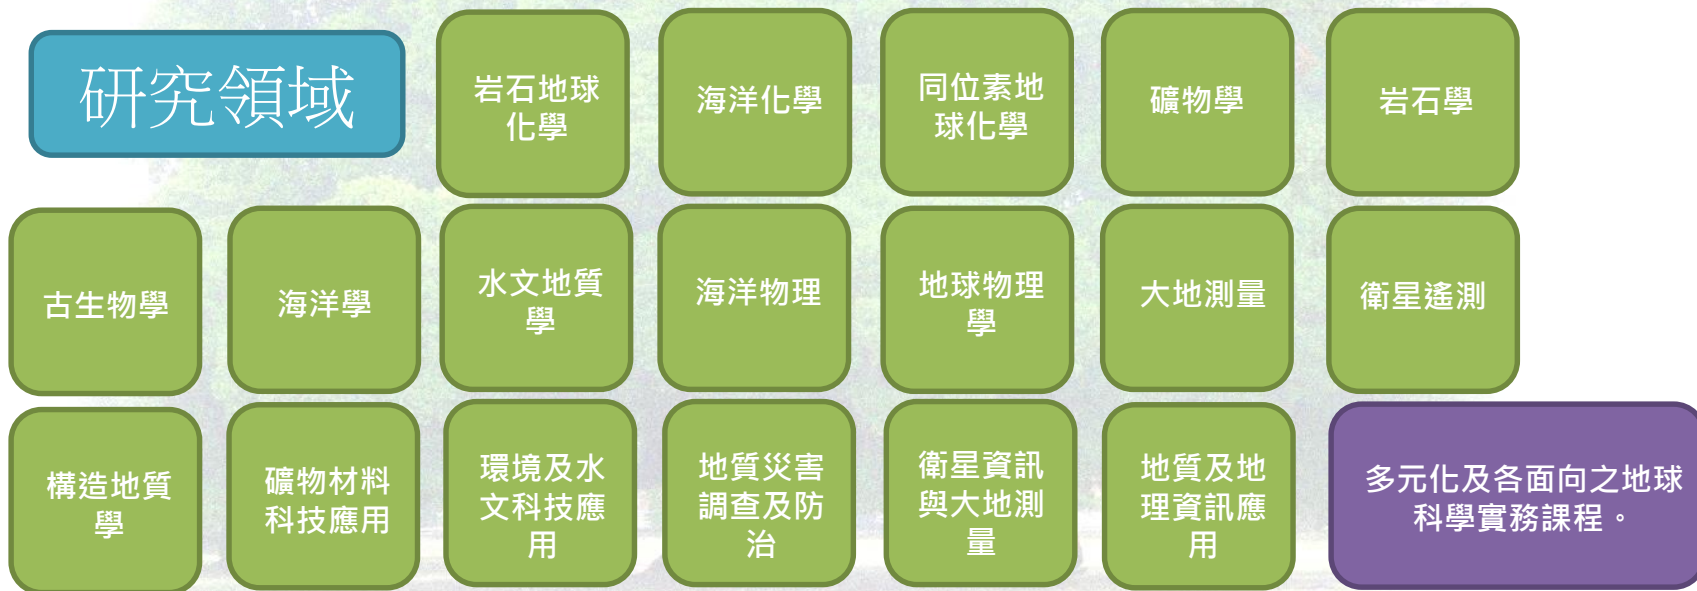 研究領域
岩石地球
化學
海洋化學
同位素地
球化學
礦物學
岩石學
古生物學
海洋學
水文地質
學
海洋物理
地球物理
學
大地測量
衛星遙測
構造地質
學
礦物材料
科技應用
環境及水
文科技應
用
地質災害
調查及防
治
衛星資訊
與大地測
量
地質及地
理資訊應
用
多元化及各面向之地球
科學實務課程。